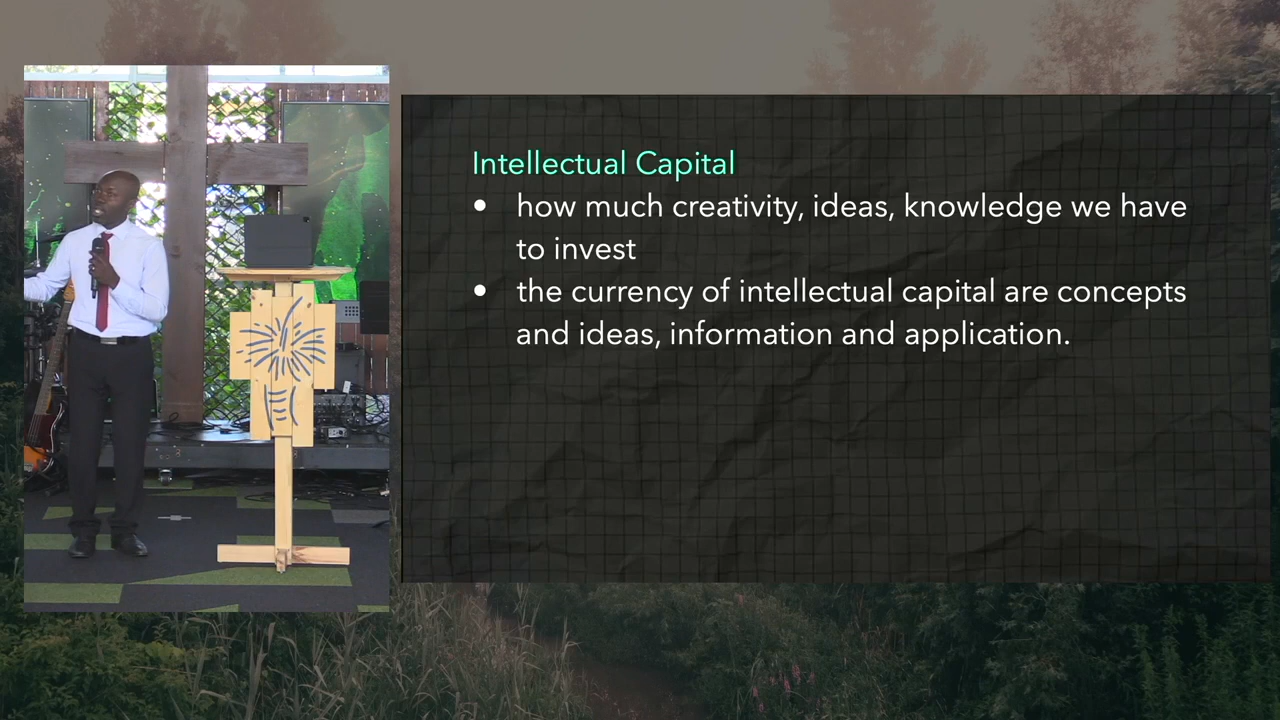 Intellectual Capital
• how much creativity, ideas, knowledge we have
to invest
• the currency of intellectual capital are concepts
and ideas, information and application.